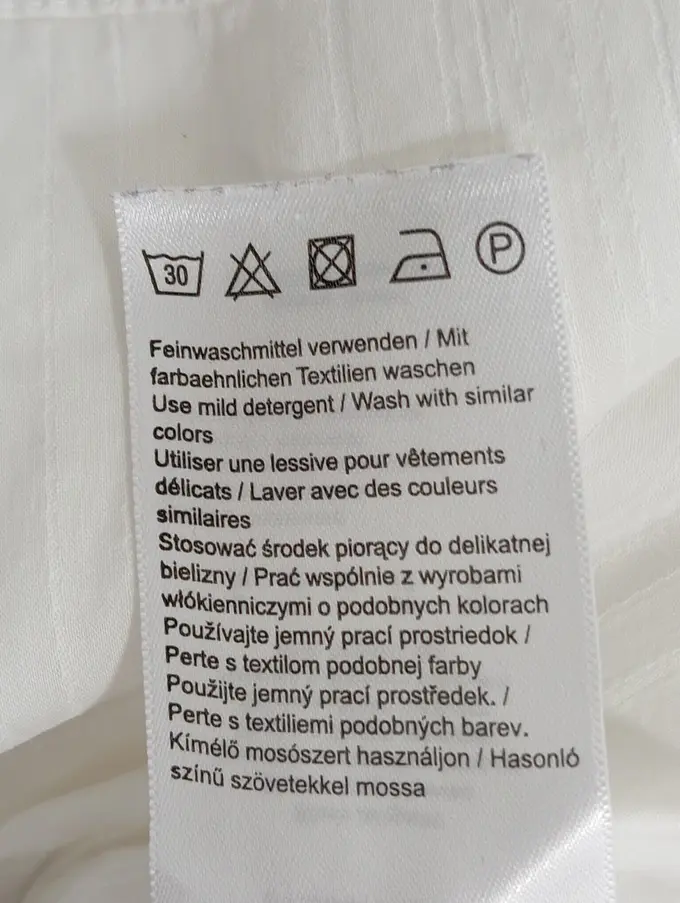 30
P
Feinwaschmittel verwenden / Mit
farbaehnlichen Textilien waschen
Use mild detergent / Wash with similar
colors
Utiliser une lessive pour vêtements
délicats / Laver avec des couleurs
similaires
Stosować środek piorący do delikatnej
bielizny / Prać wspólnie z wyrobami
włókienniczymi o podobnych kolorach
Používajte jemný prací prostriedok /
Perte s textilom podobnej farby
Použijte jemný prací prostředek. /
Perte s textiliemi podobných barev.
Kímélő mosószert használjon / Hasonló
színű szövetekkel mossa